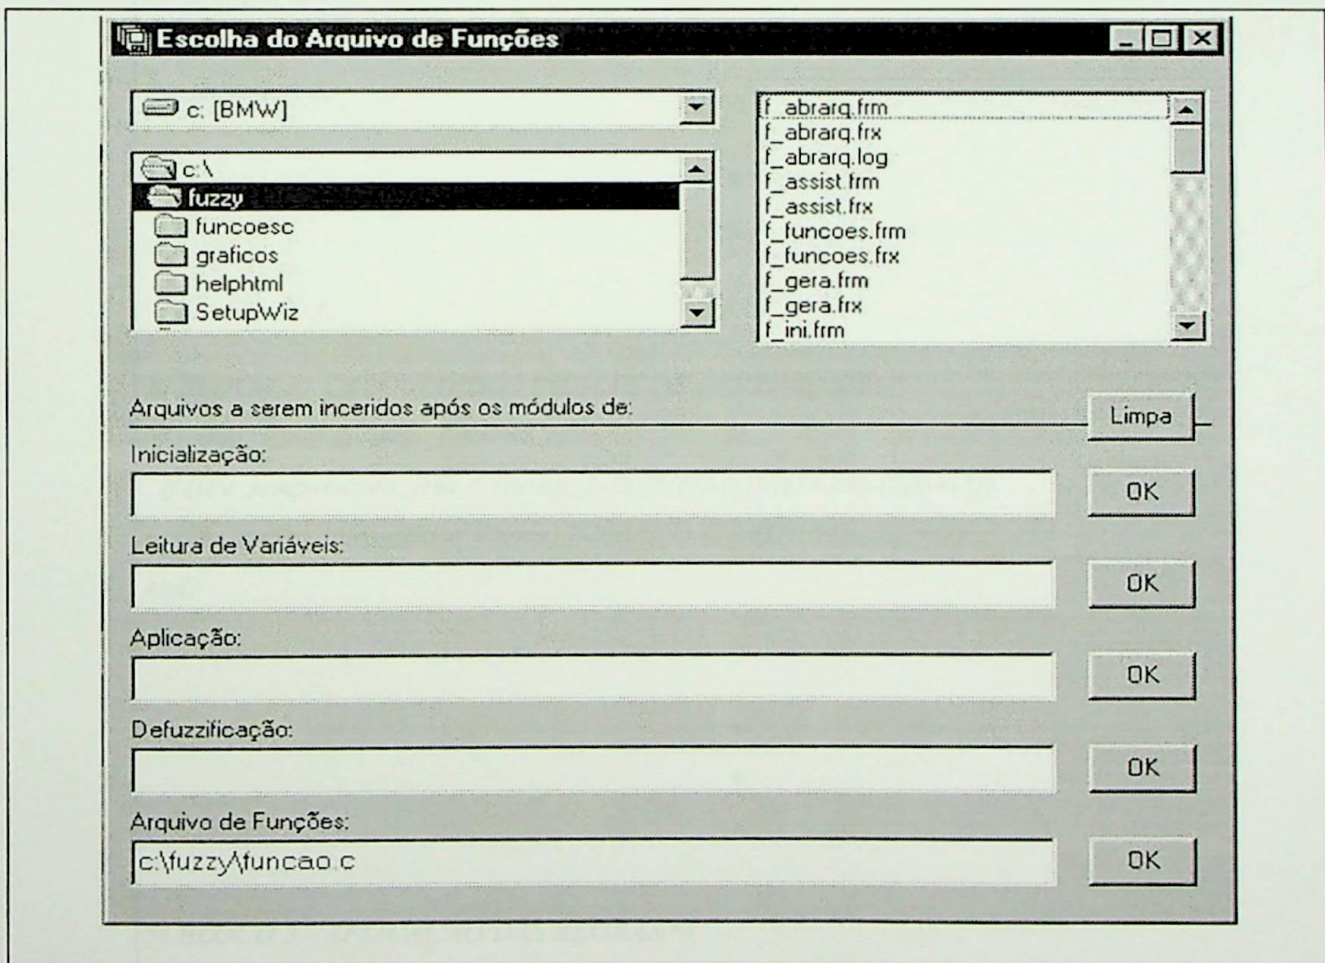 Escolha do Arquivo de Funções
c: [BMW]
c:\
fuzzy
funcoesc
graficos
helphtml
SetupWiz
f_abrarq.frm
f_abrarq.frx
f_abrarq.log
f_assist.frm
f_assist.frx
f_funcoes.frm
f_funcoes.frx
f_gera.frm
f_gera.frx
f_ini.frm
Arquivos a serem inceridos após os módulos de:
Limpa
Inicialização:
OK
Leitura de Variáveis:
OK
Aplicação:
OK
Defuzzificação:
OK
Arquivo de Funções:
c:\fuzzy\funcao.c
OK